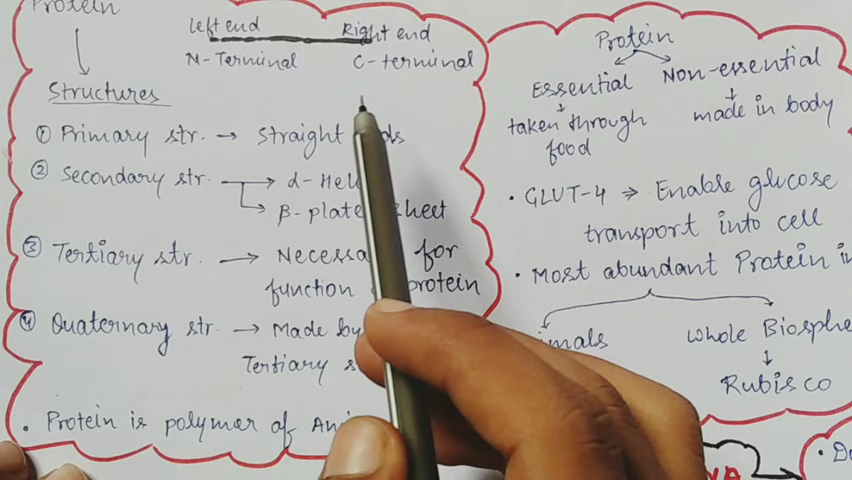 Protein
Left end Right end
N-Terminal C-terminal
Structures
① Primary str. → Straight
② Secondary str. → α-Hel
→ β-plate sheet
③ Tertiary str. → Necessa for
function protein
④ Quaternary str. → Made by
Tertiary s
• Protein is polymer of
Protein
Essential Non-essential
taken through
food
made in body
• GLUT-4 ⇒ Enable glucose
transport into cell
• Most abundant Protein in
imals Whole Biosphe
Rubisco